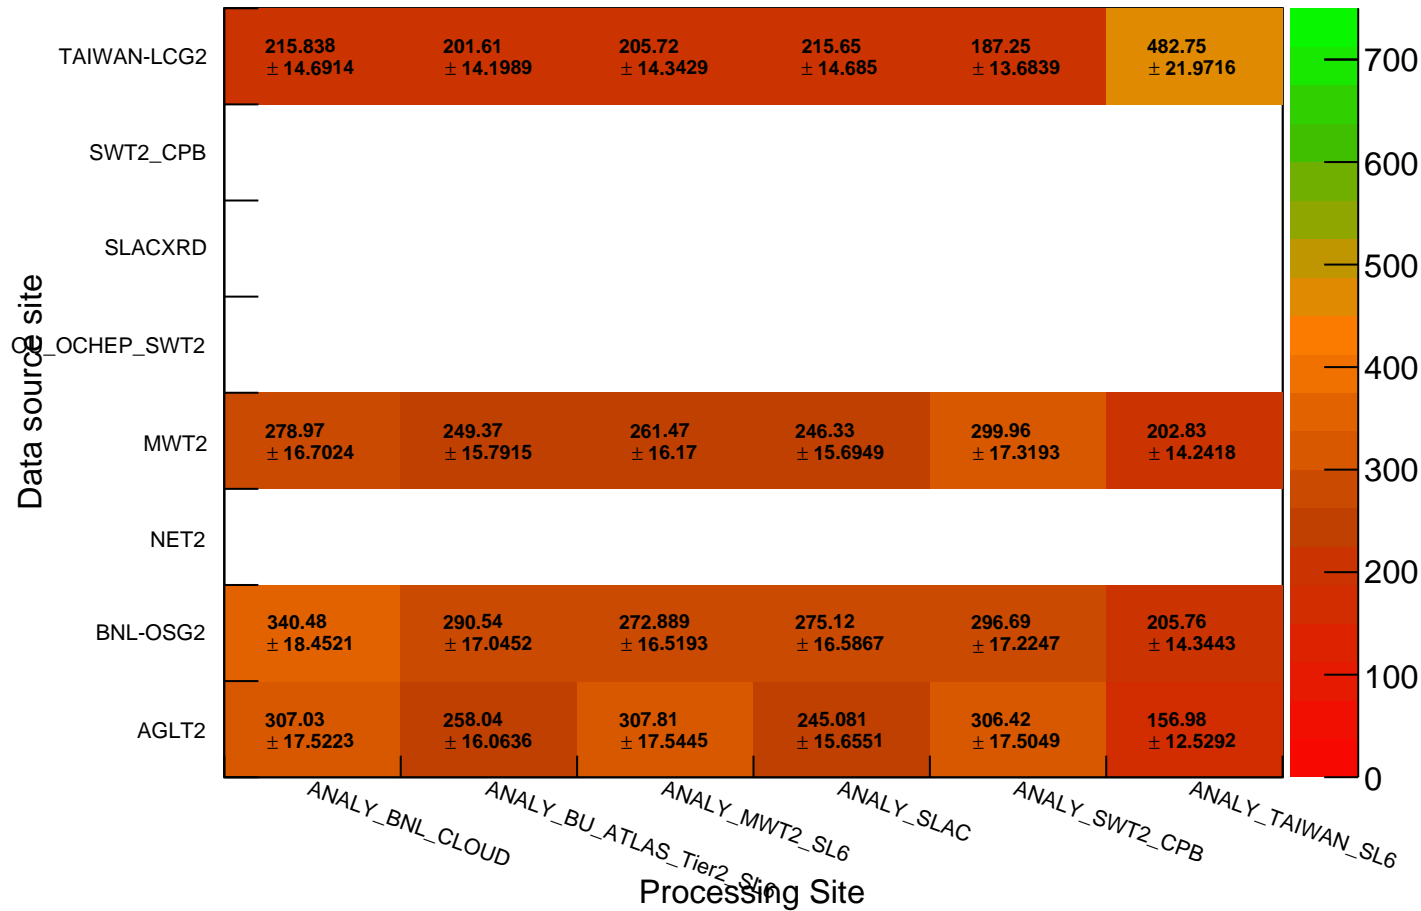 TAIWAN-LCG2
215.838 201.61 205.72 215.65 187.25 482.75
± 14.6914 ± 14.1989 ± 14.3429 ± 14.685 ± 13.6839 ± 21.9716
SWT2_CPB
SLACXRD
OU_OCHEP_SWT2
MWT2
278.97 249.37 261.47 246.33 299.96 202.83
± 16.7024 ± 15.7915 ± 16.17 ± 15.6949 ± 17.3193 ± 14.2418
NET2
BNL-OSG2
340.48 290.54 272.889 275.12 296.69 205.76
± 18.4521 ± 17.0452 ± 16.5193 ± 16.5867 ± 17.2247 ± 14.3443
AGLT2
307.03 258.04 307.81 245.081 306.42 156.98
± 17.5223 ± 16.0636 ± 17.5445 ± 15.6551 ± 17.5049 ± 12.5292
Data source site
ANALY_BNL_CLOUD
ANALY_BU_ATLAS_Tier2_SL6
ANALY_MWT2_SL6
ANALY_SLAC
ANALY_SWT2_CPB
ANALY_TAIWAN_SL6
Processing Site
700
600
500
400
300
200
100
0